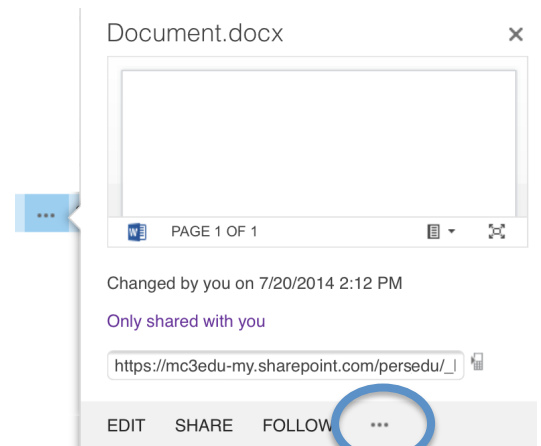 Document.docx
PAGE 1 OF 1
Changed by you on 7/20/2014 2:12 PM
Only shared with you
https://mc3edu-my.sharepoint.com/persedu/_l
EDIT SHARE FOLLOW ...